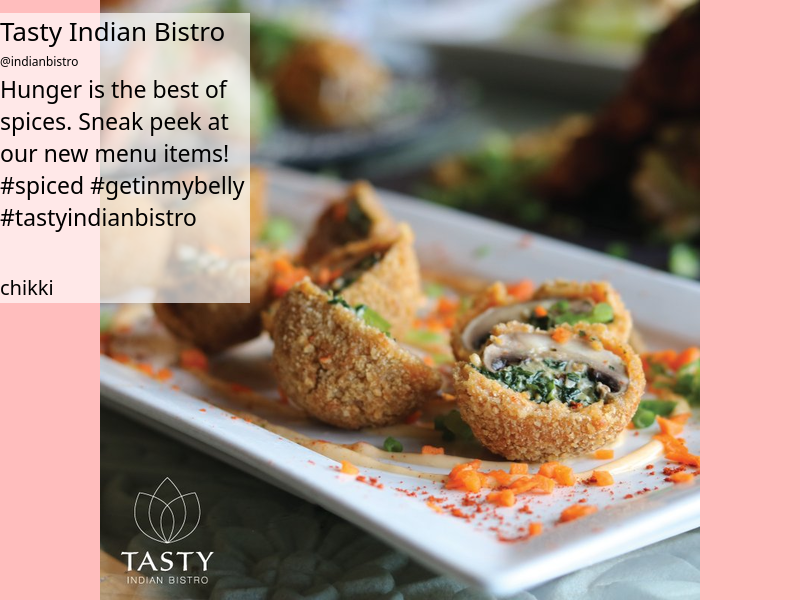 Tasty Indian Bistro
@indianbistro
Hunger is the best of
spices. Sneak peek at
our new menu items!
#spiced #getinmybelly
#tastyindianbistro
chikki
TASTY
INDIAN BISTRO